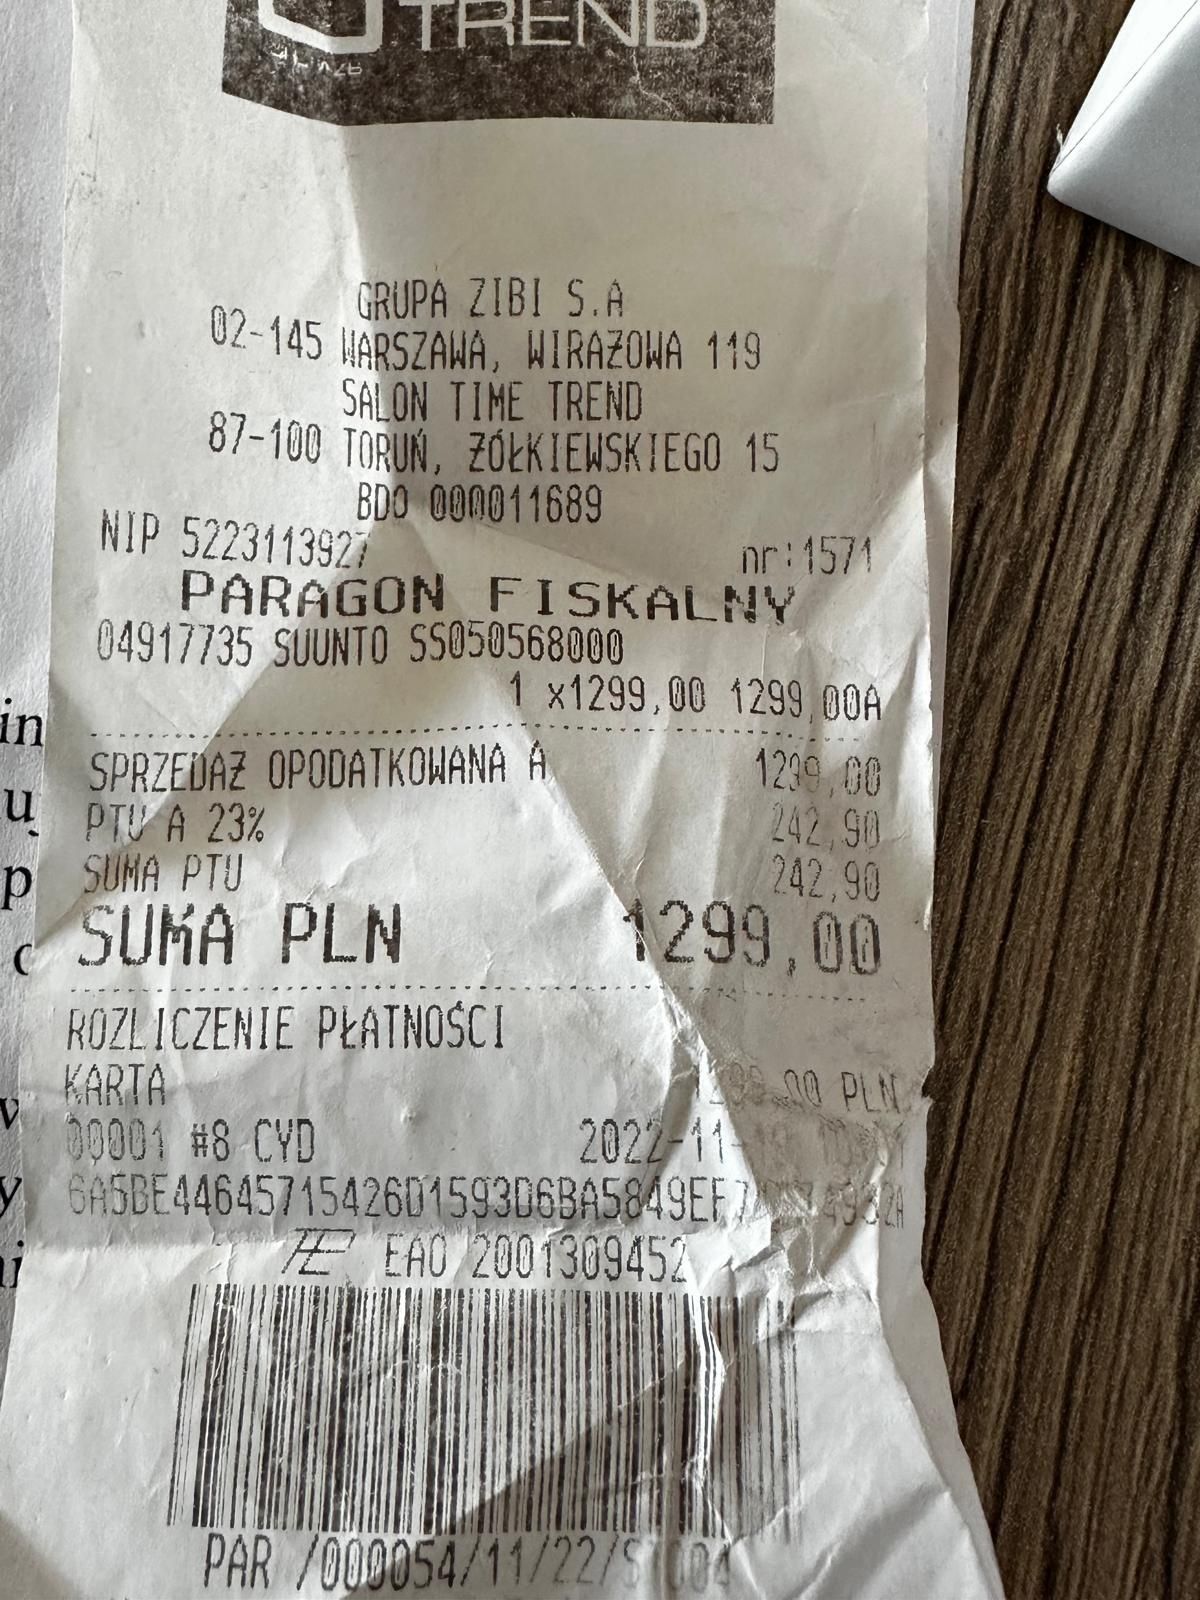 TREND
GRUPA ZIBI S.A
02-145 WARSZAWA, WIRAŻOWA 119
SALON TIME TREND
87-100 TORUŃ, ŻÓŁKIEWSKIEGO 15
BDO 000011689
NIP 5223113927 nr:1571
PARAGON FISKALNY
04917735 SUUNTO SS050568000
1 x1299,00 1299,00A
SPRZEDAŻ OPODATKOWANA A 1299,00
PTU A 23% 242,90
SUMA PTU 242,90
SUMA PLN 1299,00
ROZLICZENIE PŁATNOŚCI
KARTA 1299,00 PLN
00001 #8 CYD
EAO 2001309452
PAR